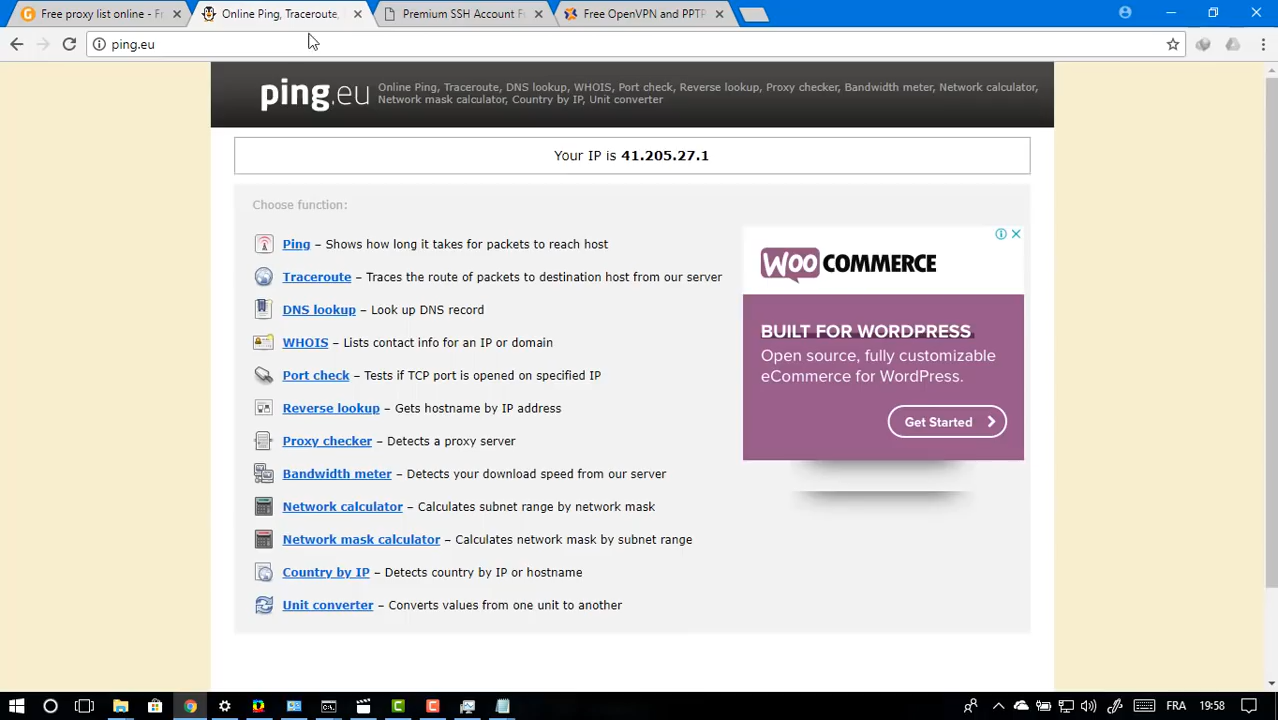 Free proxy list online - Fr
Online Ping, Traceroute,
Premium SSH Account F
Free OpenVPN and PPTP
ping.eu
ping.eu
Online Ping, Traceroute, DNS lookup, WHOIS, Port check, Reverse lookup, Proxy checker, Bandwidth meter, Network calculator,
Network mask calculator, Country by IP, Unit converter
Your IP is 41.205.27.1
Choose function:
Ping – Shows how long it takes for packets to reach host
Traceroute – Traces the route of packets to destination host from our server
DNS lookup – Look up DNS record
WHOIS – Lists contact info for an IP or domain
Port check – Tests if TCP port is opened on specified IP
Reverse lookup – Gets hostname by IP address
Proxy checker – Detects a proxy server
Bandwidth meter – Detects your download speed from our server
Network calculator – Calculates subnet range by network mask
Network mask calculator – Calculates network mask by subnet range
Country by IP – Detects country by IP or hostname
Unit converter – Converts values from one unit to another
WOOCOMMERCE
BUILT FOR WORDPRESS.
Open source, fully customizable
eCommerce for WordPress.
Get Started
FRA
19:58